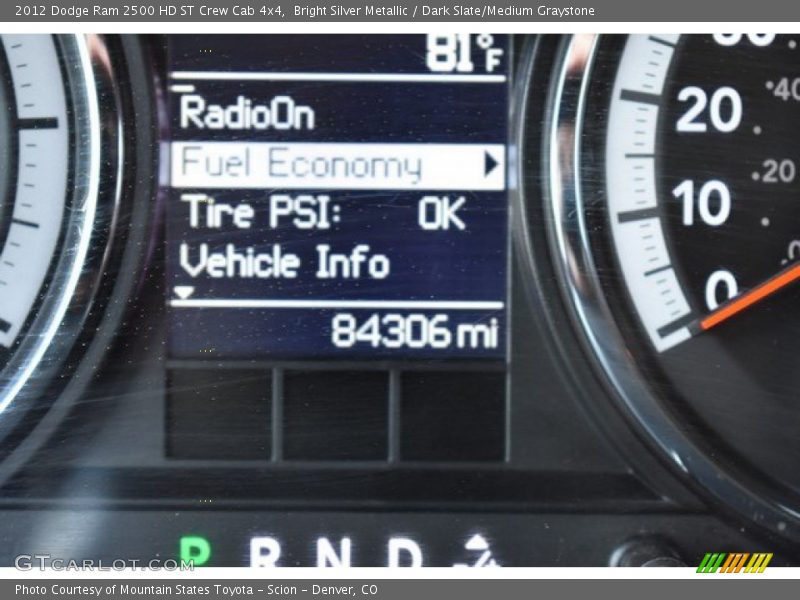 2012 Dodge Ram 2500 HD ST Crew Cab 4x4,  Bright Silver Metallic / Dark Slate/Medium Graystone
81°F
RadioOn
Fuel Economy
Tire PSI: OK
Vehicle Info
84306 mi
20
10
0
40
20
0
P R N D
GTCARLOT.COM
Photo Courtesy of Mountain States Toyota – Scion – Denver, CO